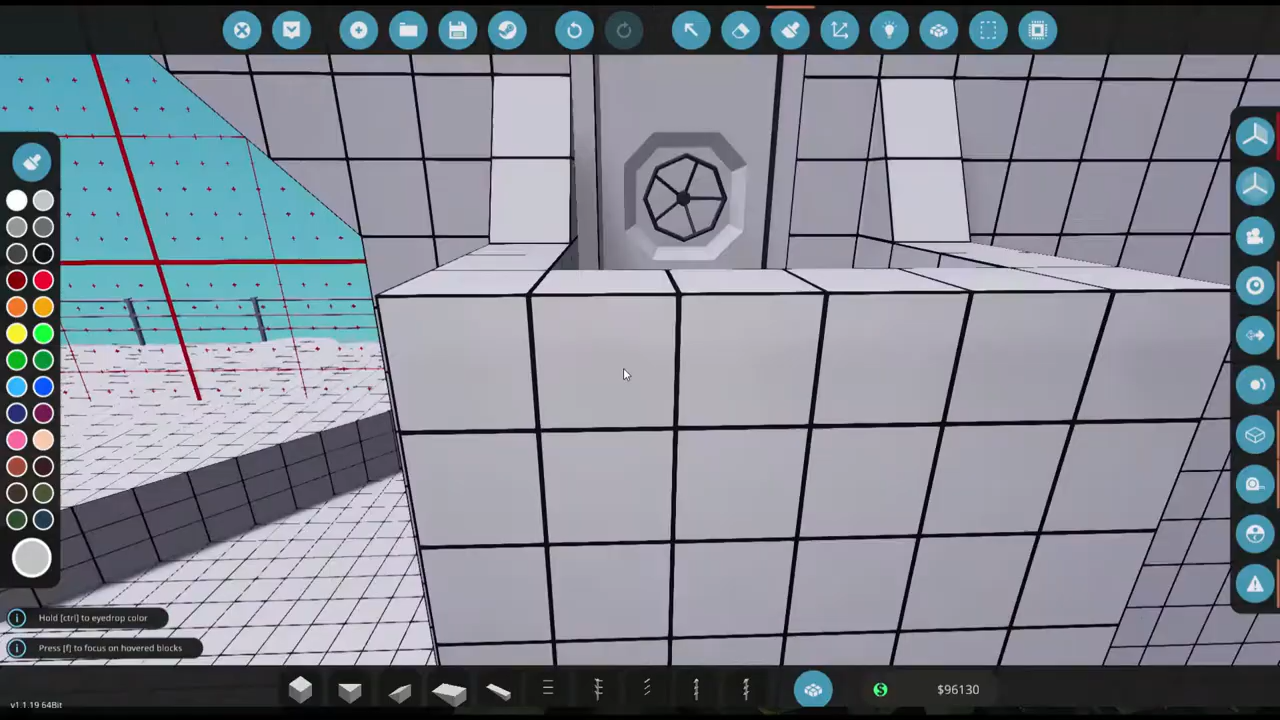 Hold [ctrl] to eyedrop color
Press [f] to focus on hovered blocks
$ $96130
v1.1.19 64Bit